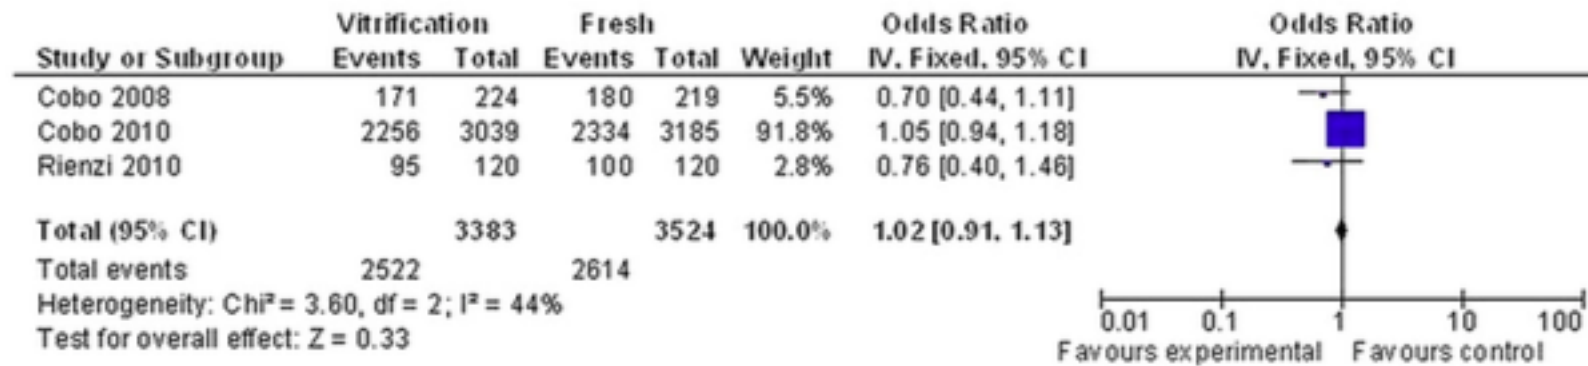 Vitrification Fresh Odds Ratio Odds Ratio
Study or Subgroup Events Total Events Total Weight IV, Fixed, 95% CI IV, Fixed, 95% CI
Cobo 2008 171 224 180 219 5.5% 0.70 [0.44, 1.11]
Cobo 2010 2256 3039 2334 3185 91.8% 1.05 [0.94, 1.18]
Rienzi 2010 95 120 100 120 2.8% 0.76 [0.40, 1.46]
Total (95% CI) 3383 3524 100.0% 1.02 [0.91, 1.13]
Total events 2522 2614
Heterogeneity: Chi² = 3.60, df = 2; I² = 44%
Test for overall effect: Z = 0.33
0.01 0.1 1 10 100
Favours experimental Favours control